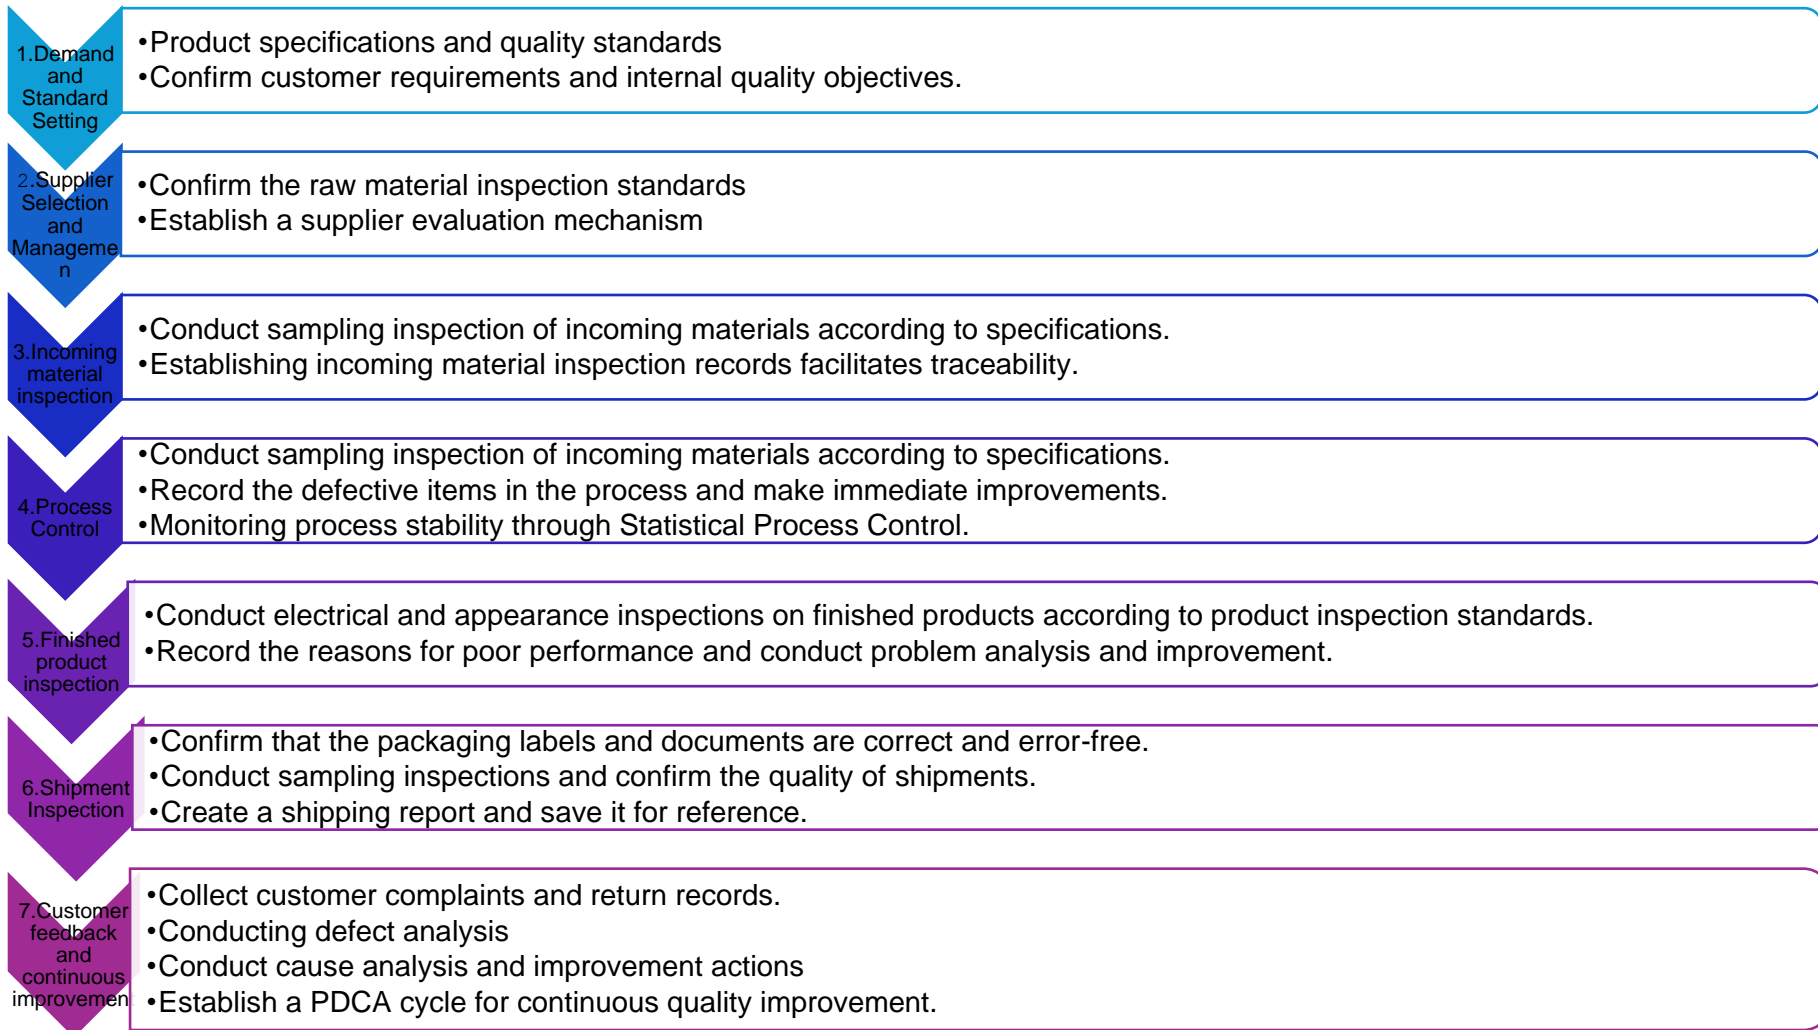 1.Demand
and
Standard
Setting
•Product specifications and quality standards
•Confirm customer requirements and internal quality objectives.
2.Supplier
Selection
and
Manageme
n
•Confirm the raw material inspection standards
•Establish a supplier evaluation mechanism
3.Incoming
material
inspection
•Conduct sampling inspection of incoming materials according to specifications.
•Establishing incoming material inspection records facilitates traceability.
4.Process
Control
•Conduct sampling inspection of incoming materials according to specifications.
•Record the defective items in the process and make immediate improvements.
•Monitoring process stability through Statistical Process Control.
5.Finished
product
inspection
•Conduct electrical and appearance inspections on finished products according to product inspection standards.
•Record the reasons for poor performance and conduct problem analysis and improvement.
6.Shipment
Inspection
•Confirm that the packaging labels and documents are correct and error-free.
•Conduct sampling inspections and confirm the quality of shipments.
•Create a shipping report and save it for reference.
7.Customer
feedback
and
continuous
improvemen
•Collect customer complaints and return records.
•Conducting defect analysis
•Conduct cause analysis and improvement actions
•Establish a PDCA cycle for continuous quality improvement.